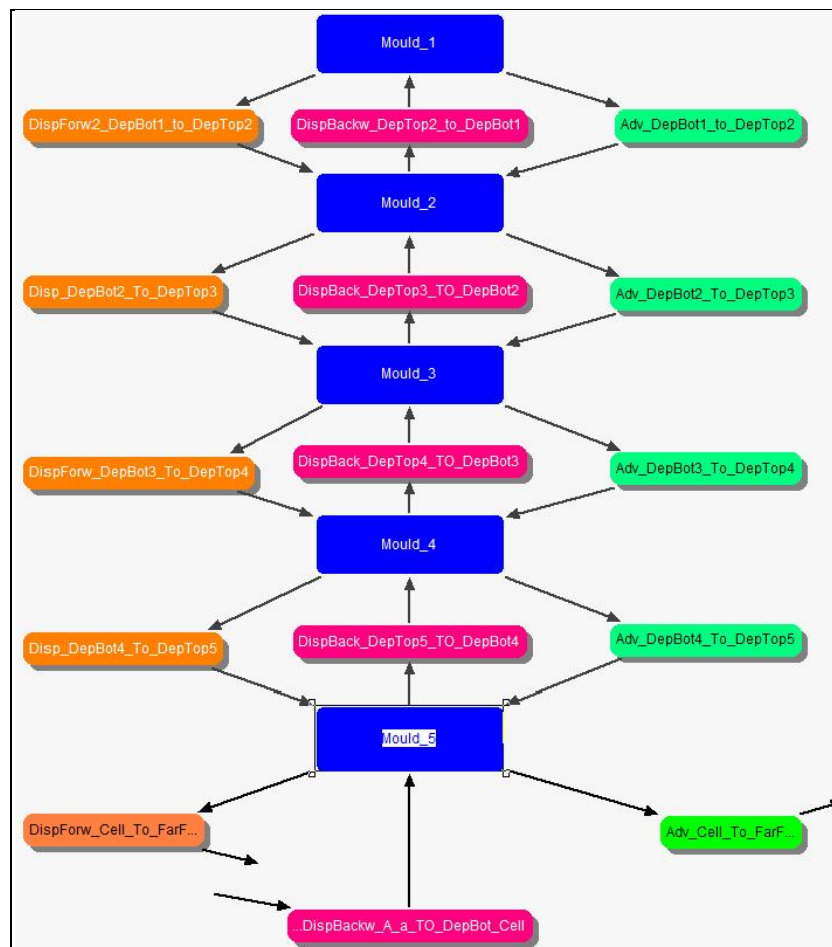 Mould_1
DispForw2_DepBot1_to_DepTop2
DispBackw_DepTop2_to_DepBot1
Adv_DepBot1_to_DepTop2
Mould_2
Disp_DepBot2_To_DepTop3
DispBack_DepTop3_TO_DepBot2
Adv_DepBot2_To_DepTop3
Mould_3
DispForw_DepBot3_To_DepTop4
DispBack_DepTop4_TO_DepBot3
Adv_DepBot3_To_DepTop4
Mould_4
Disp_DepBot4_To_DepTop5
DispBack_DepTop5_TO_DepBot4
Adv_DepBot4_To_DepTop5
Mould_5
DispForw_Cell_To_FarF...
Adv_Cell_To_FarF...
...DispBackw_A_a_TO_DepBot_Cell